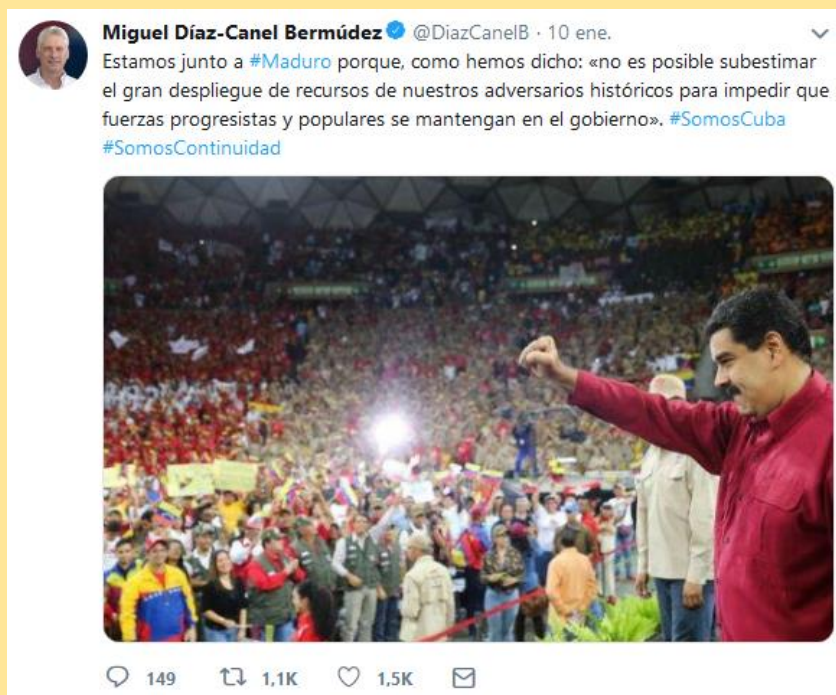 Miguel Díaz-Canel Bermúdez @DiazCanelB · 10 ene.
Estamos junto a #Maduro porque, como hemos dicho: «no es posible subestimar
el gran despliegue de recursos de nuestros adversarios históricos para impedir que
fuerzas progresistas y populares se mantengan en el gobierno». #SomosCuba
#SomosContinuidad
149 1,1K 1,5K